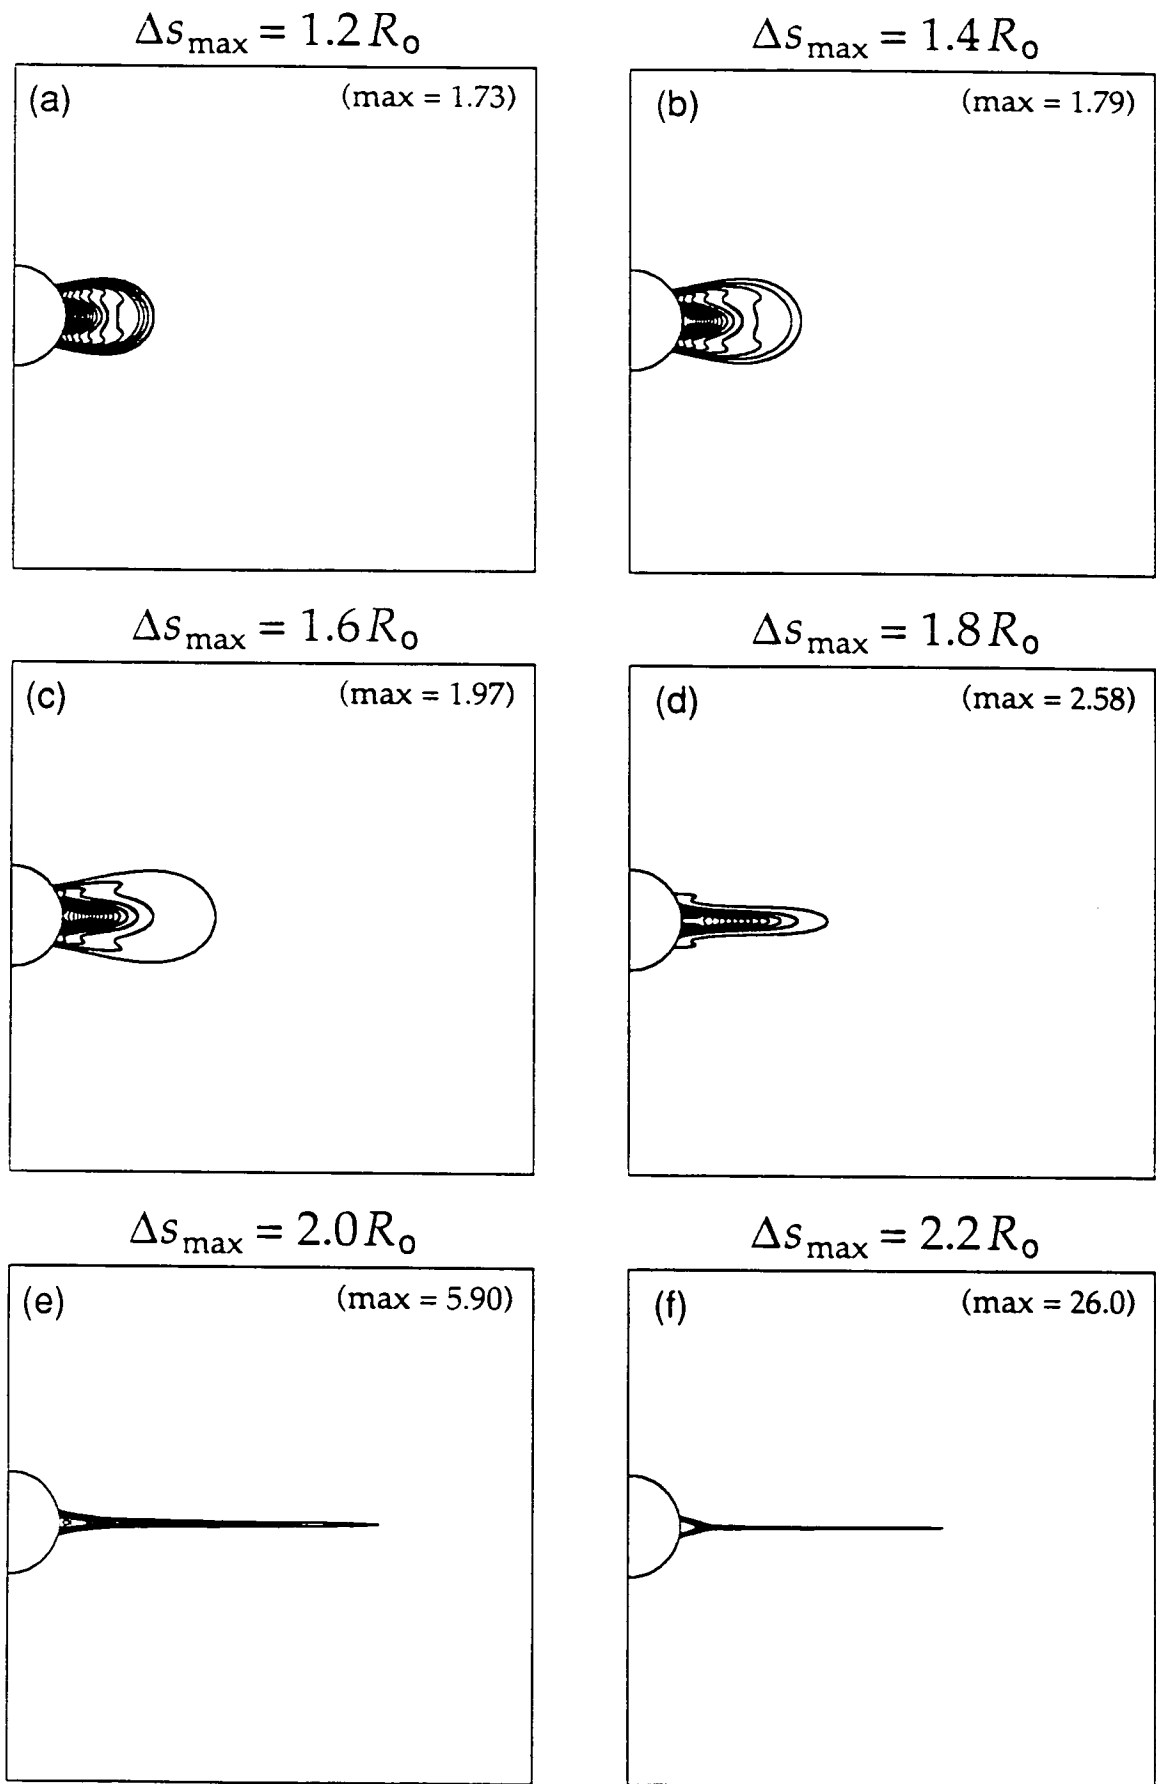 Δs_max = 1.2 R_o
Δs_max = 1.4 R_o
(a) (max = 1.73)
(b) (max = 1.79)
Δs_max = 1.6 R_o
Δs_max = 1.8 R_o
(c) (max = 1.97)
(d) (max = 2.58)
Δs_max = 2.0 R_o
Δs_max = 2.2 R_o
(e) (max = 5.90)
(f) (max = 26.0)